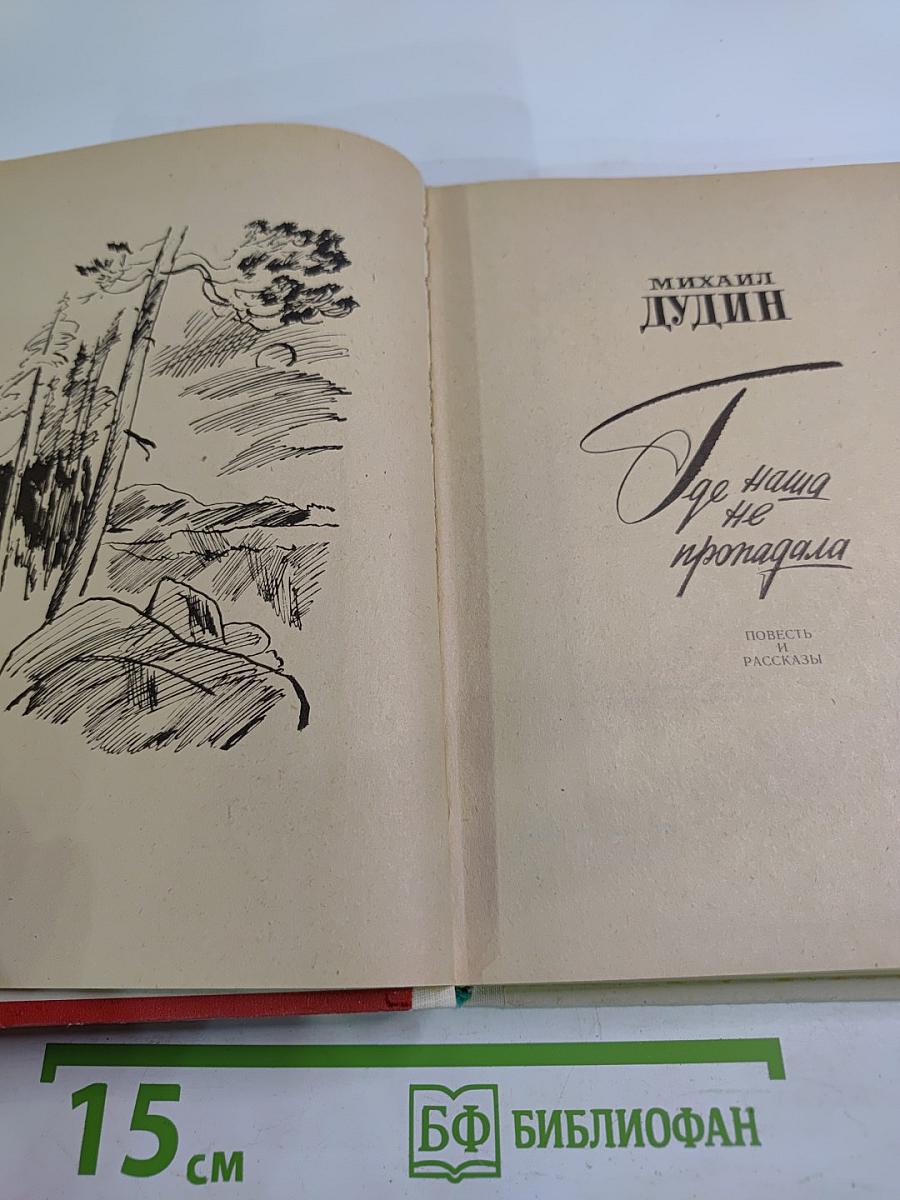 МИХАИЛ
ДУДИН
Где наша
не
пропадала
ПОВЕСТЬ
И
РАССКАЗЫ
15 см
БФ БИБЛИОФАН